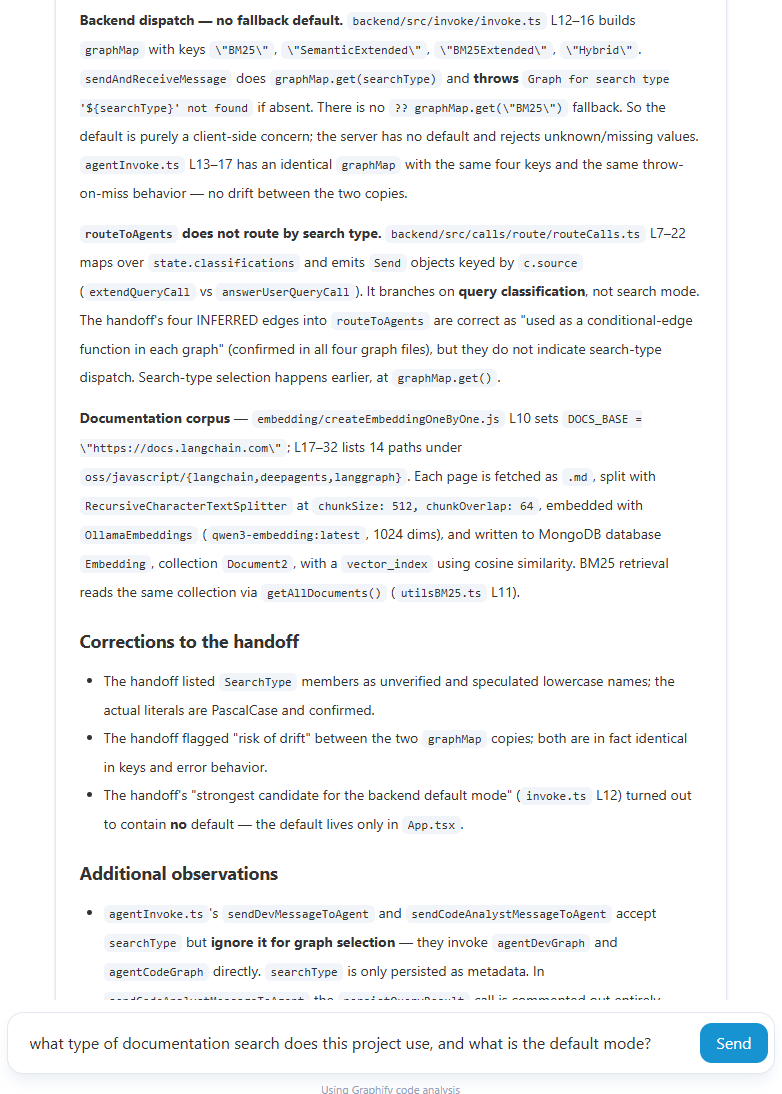 Backend dispatch — no fallback default. backend/src/invoke/invoke.ts L12–16 builds
graphMap with keys \"BM25\" , \"SemanticExtended\" , \"BM25Extended\" , \"Hybrid\" .
sendAndReceiveMessage does graphMap.get(searchType) and throws Graph for search type
'${searchType}' not found if absent. There is no ?? graphMap.get(\"BM25\") fallback. So the
default is purely a client-side concern; the server has no default and rejects unknown/missing values.
agentInvoke.ts L13–17 has an identical graphMap with the same four keys and the same throw-
on-miss behavior — no drift between the two copies.
routeToAgents does not route by search type. backend/src/calls/route/routeCalls.ts L7–22
maps over state.classifications and emits Send objects keyed by c.source
( extendQueryCall vs answerUserQueryCall ). It branches on query classification, not search mode.
The handoff's four INFERRED edges into routeToAgents are correct as "used as a conditional-edge
function in each graph" (confirmed in all four graph files), but they do not indicate search-type
dispatch. Search-type selection happens earlier, at graphMap.get() .
Documentation corpus — embedding/createEmbeddingOneByOne.js L10 sets DOCS_BASE =
\"https://docs.langchain.com\" ; L17–32 lists 14 paths under
oss/javascript/{langchain,deepagents,langgraph} . Each page is fetched as .md , split with
RecursiveCharacterTextSplitter at chunkSize: 512, chunkOverlap: 64 , embedded with
OllamaEmbeddings ( qwen3-embedding:latest , 1024 dims), and written to MongoDB database
Embedding , collection Document2 , with a vector_index using cosine similarity. BM25 retrieval
reads the same collection via getAllDocuments() ( utilsBM25.ts L11).
Corrections to the handoff
• The handoff listed SearchType members as unverified and speculated lowercase names; the
actual literals are PascalCase and confirmed.
• The handoff flagged "risk of drift" between the two graphMap copies; both are in fact identical
in keys and error behavior.
• The handoff's "strongest candidate for the backend default mode" ( invoke.ts L12) turned out
to contain no default — the default lives only in App.tsx .
Additional observations
• agentInvoke.ts 's sendDevMessageToAgent and sendCodeAnalystMessageToAgent accept
searchType but ignore it for graph selection — they invoke agentDevGraph and
agentCodeGraph directly. searchType is only persisted as metadata. In
sendCodeAnalystMessageToAgent the persistQueryResult call is commented out entirely
what type of documentation search does this project use, and what is the default mode?
Send
Using Graphify code analysis